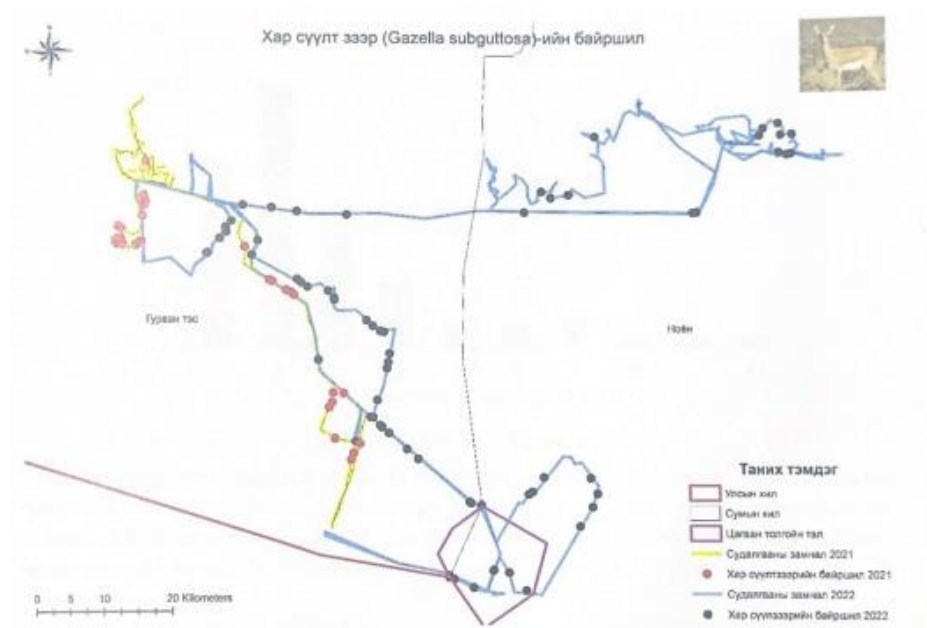 Хар сүүлт зээр (Gazella subguttosa)-ийн байршил
Гурван тэс
Ноён
Таних тэмдэг
Улсын хил
Сумын хил
Цагаан толгойн тал
Судалгааны замнал 2021
Хар сүүлтзээрийн байршил 2021
Судалгааны замнал 2022
Хар сүүлзээрийн байршил 2022
0 5 10 20 Kilometers